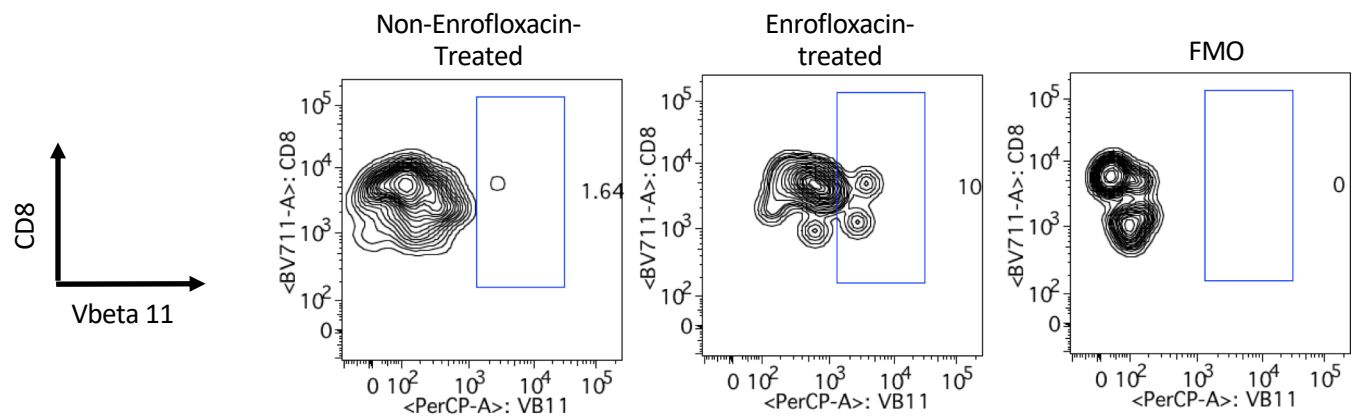 Non-Enrofloxacin-
Treated
Enrofloxacin-
treated
FMO
CD8
Vbeta 11
<BV711-A>: CD8
10^5
10^4
10^3
10^2
0
1.64
0 10^2 10^3 10^4 10^5
<PerCP-A>: VB11
<BV711-A>: CD8
10^5
10^4
10^3
10^2
0
10
0 10^2 10^3 10^4 10^5
<PerCP-A>: VB11
<BV711-A>: CD8
10^5
10^4
10^3
10^2
0
0
0 10^2 10^3 10^4 10^5
<PerCP-A>: VB11